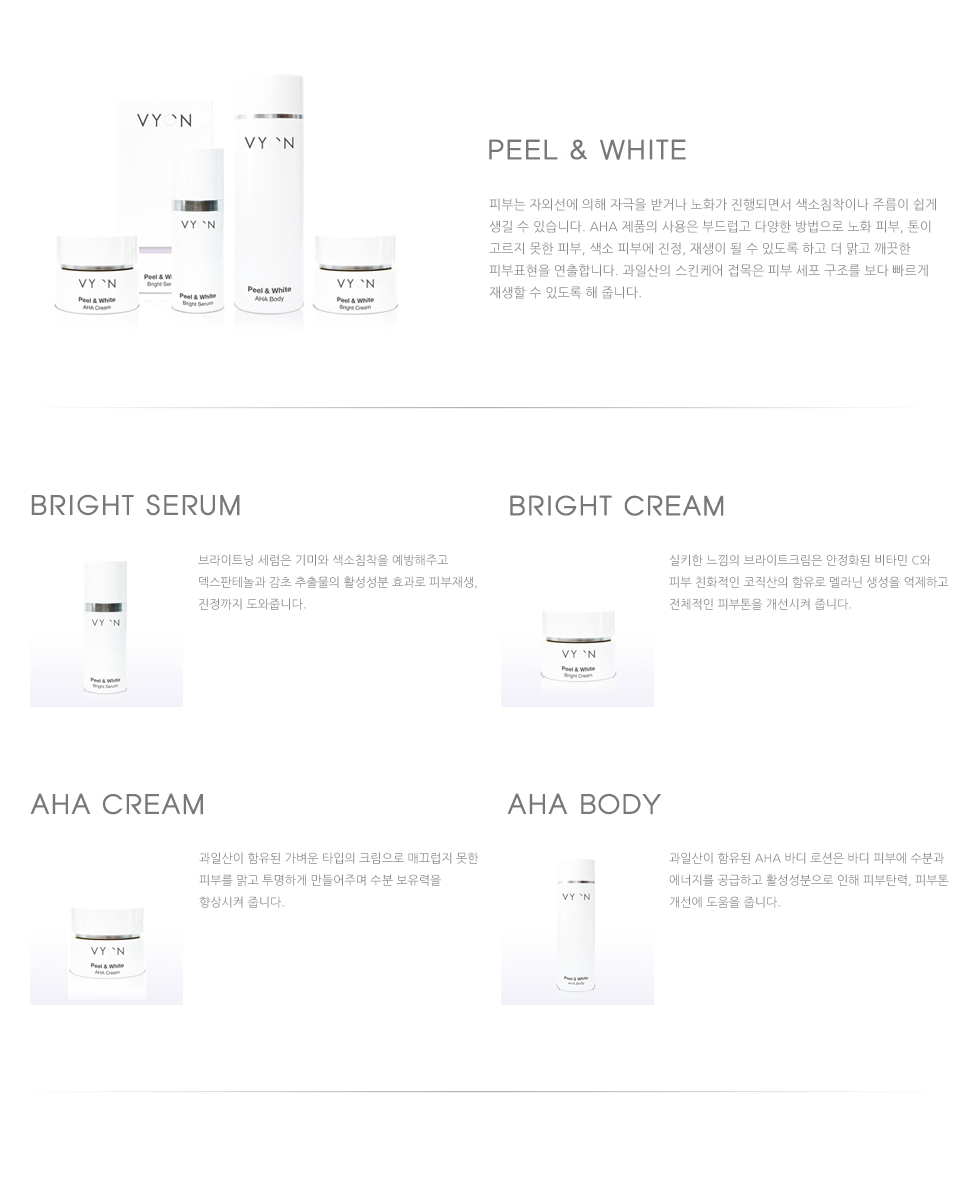 VY N
VY `N
VY `N
VY `N
Peel & White
AHA Cream
Peel & W
Bright Ser
Peel & White
Bright Serum
Peel & White
AHA Body
VY `N
Peel & White
Bright Cream
PEEL & WHITE
피부는 자외선에 의해 자극을 받거나 노화가 진행되면서 색소침착이나 주름이 쉽게
생길 수 있습니다. AHA 제품의 사용은 부드럽고 다양한 방법으로 노화 피부, 톤이
고르지 못한 피부, 색소 피부에 진정, 재생이 될 수 있도록 하고 더 맑고 깨끗한
피부표현을 연출합니다. 과일산의 스킨케어 접목은 피부 세포 구조를 보다 빠르게
재생할 수 있도록 해 줍니다.
BRIGHT SERUM
브라이트닝 세럼은 기미와 색소침착을 예방해주고
덱스판테놀과 감초 추출물의 활성성분 효과로 피부재생,
진정까지 도와줍니다.
VY `N
Peel & White
Bright Serum
BRIGHT CREAM
실키한 느낌의 브라이트크림은 안정화된 비타민 C와
피부 친화적인 코직산의 함유로 멜라닌 생성을 억제하고
전체적인 피부톤을 개선시켜 줍니다.
VY `N
Peel & White
Bright Cream
AHA CREAM
과일산이 함유된 가벼운 타입의 크림으로 매끄럽지 못한
피부를 맑고 투명하게 만들어주며 수분 보유력을
향상시켜 줍니다.
VY `N
Peel & White
AHA Cream
AHA BODY
과일산이 함유된 AHA 바디 로션은 바디 피부에 수분과
에너지를 공급하고 활성성분으로 인해 피부탄력, 피부톤
개선에 도움을 줍니다.
VY `N
Peel & White
AHA Body